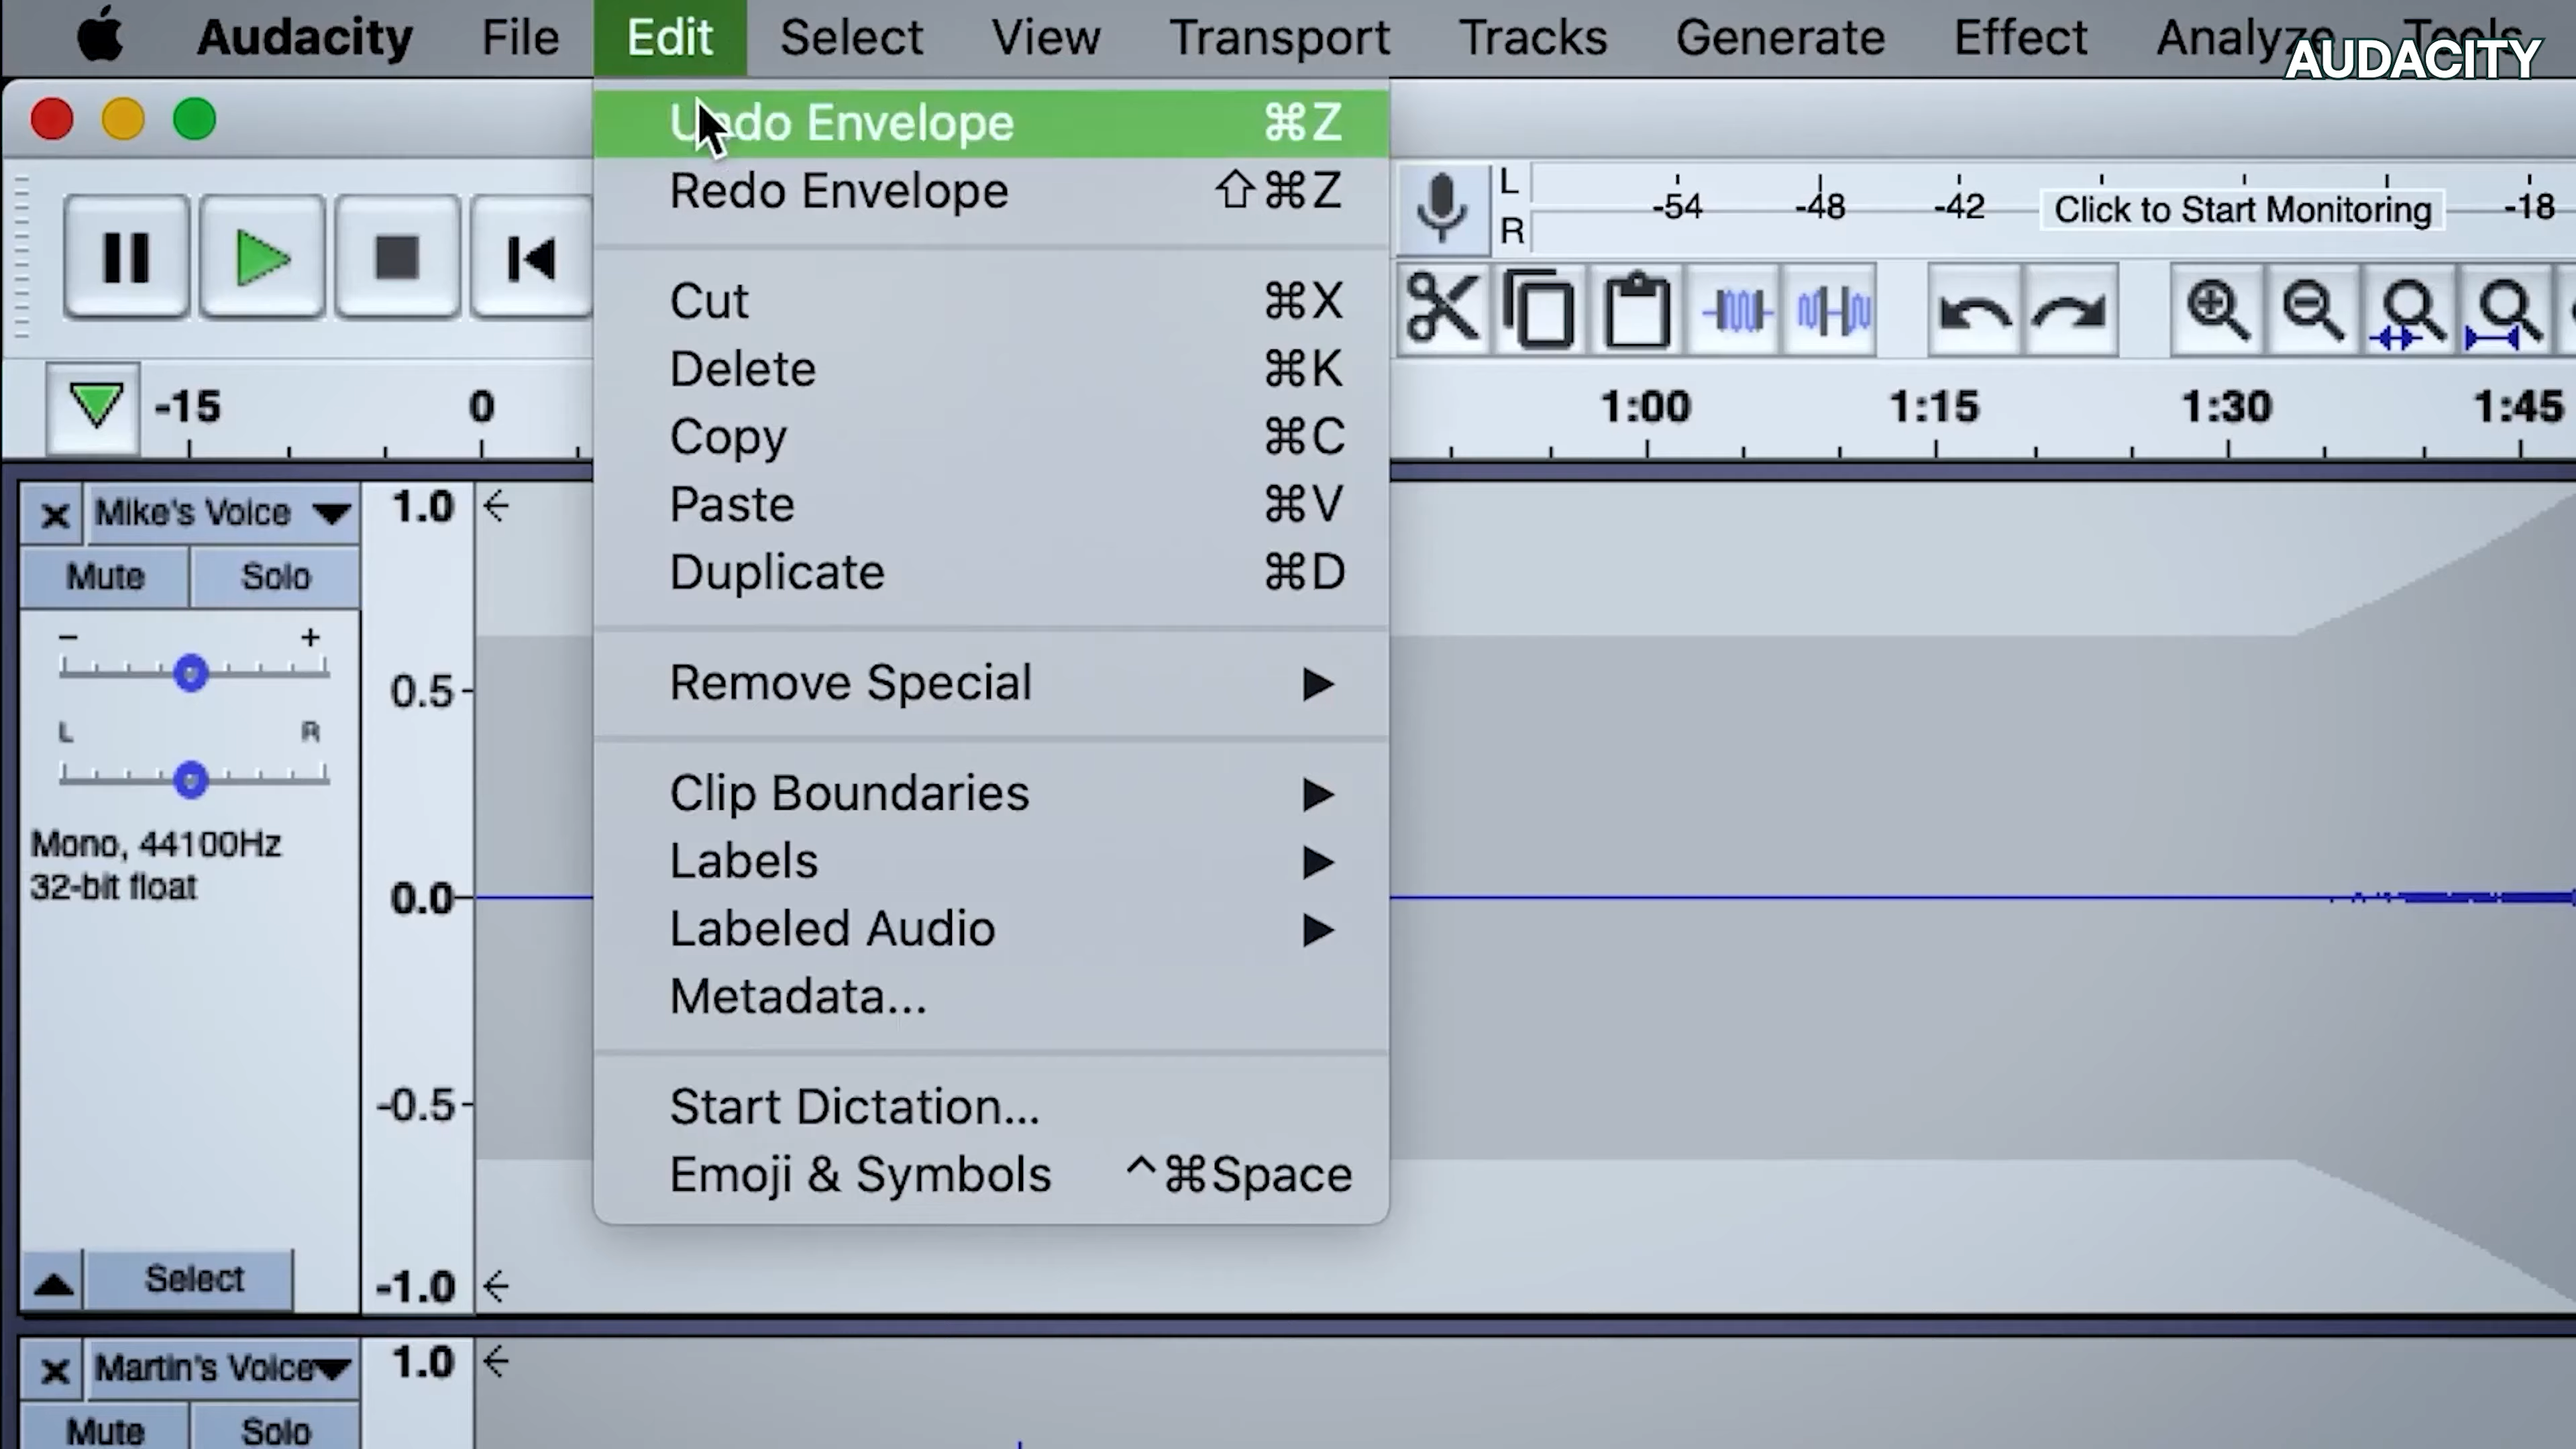 Audacity File Edit Select View Transport Tracks Generate Effect Analyze Tools
AUDACITY
Undo Envelope ⌘Z
Redo Envelope ⇧⌘Z
Cut ⌘X
Delete ⌘K
Copy ⌘C
Paste ⌘V
Duplicate ⌘D
Remove Special
Clip Boundaries
Labels
Labeled Audio
Metadata...
Start Dictation...
Emoji & Symbols ^⌘Space
L
R
-54 -48 -42 Click to Start Monitoring -18
-15 0 1:00 1:15 1:30 1:45
Mike's Voice
Mute Solo
- +
L R
Mono, 44100Hz
32-bit float
Select
1.0
0.5
0.0
-0.5
-1.0
Martin's Voice
Mute Solo
1.0